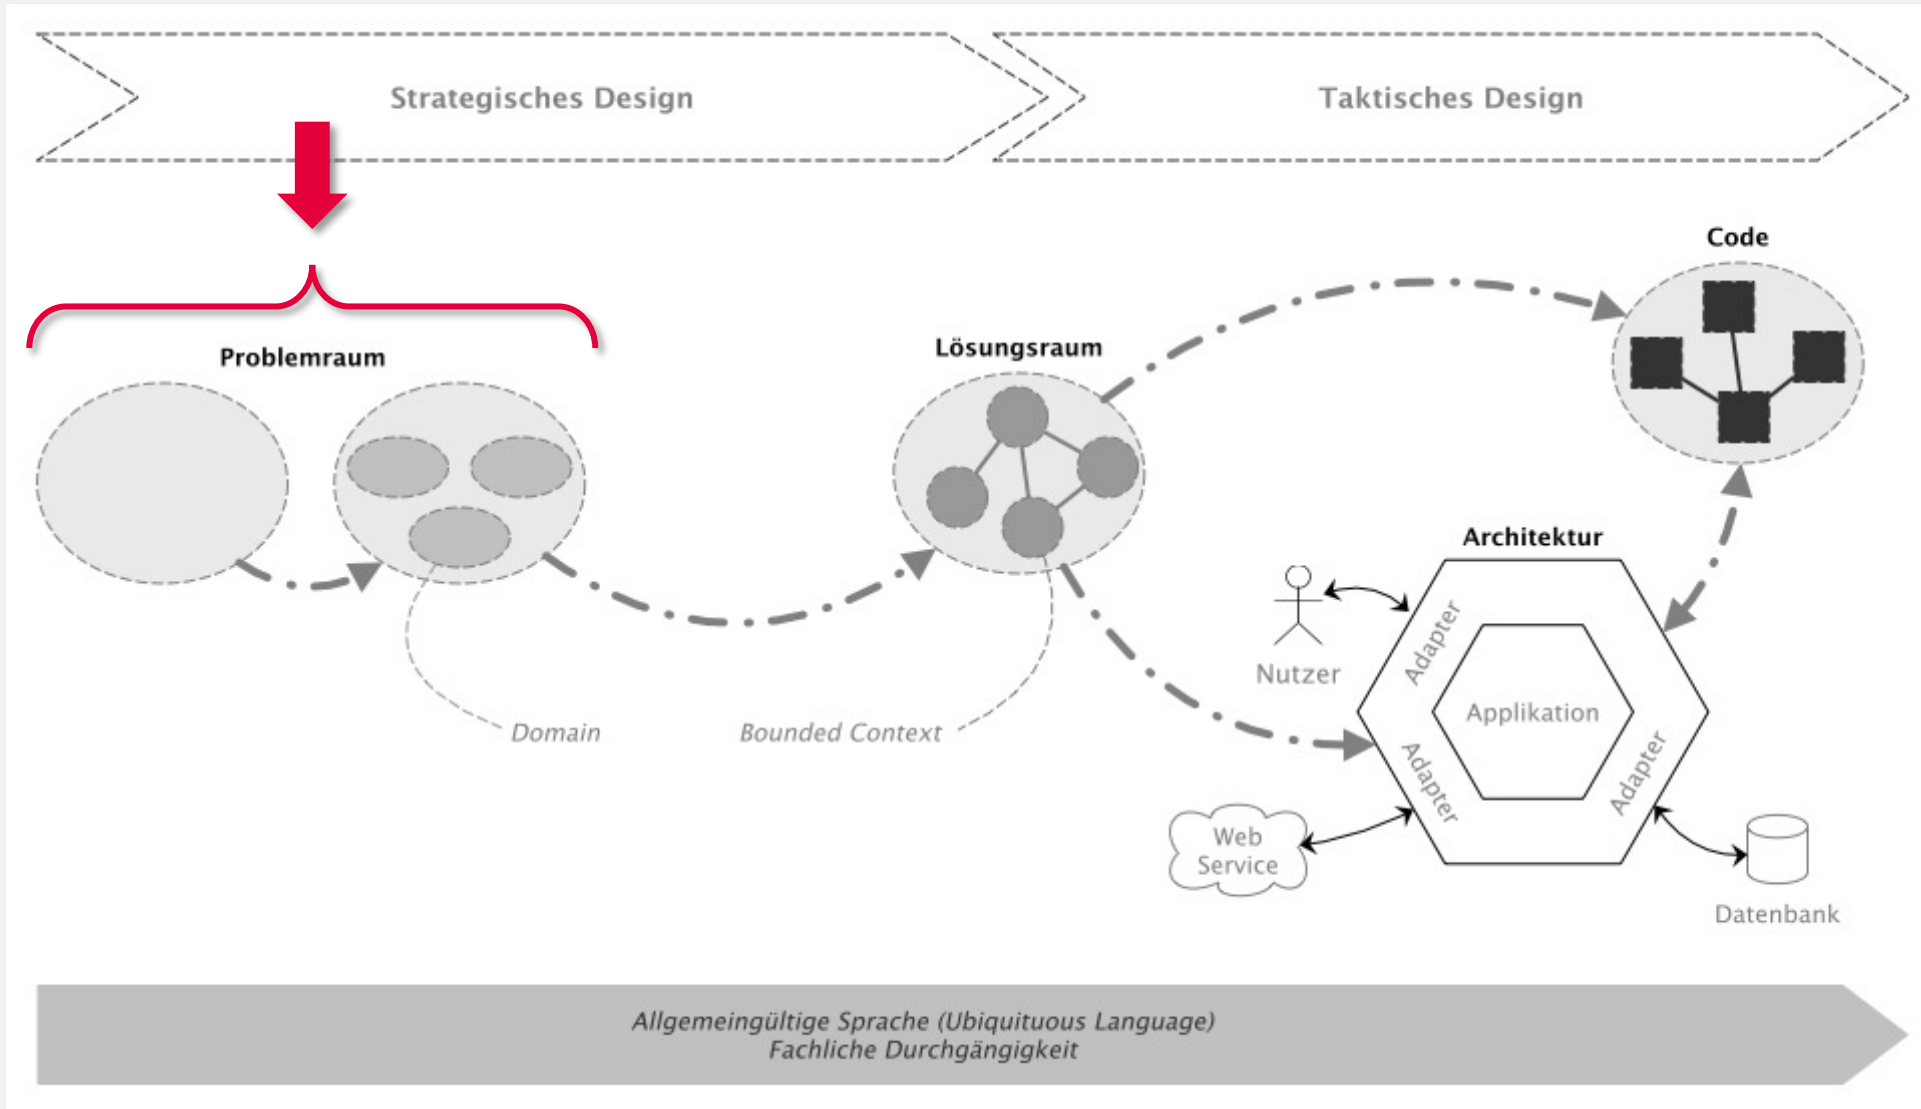 Strategisches Design
Taktisches Design
Code
Problemraum
Lösungsraum
Architektur
Nutzer
Adapter
Applikation
Domain
Bounded Context
Adapter
Adapter
Web
Service
Datenbank
Allgemeingültige Sprache (Ubiquituous Language)
Fachliche Durchgängigkeit